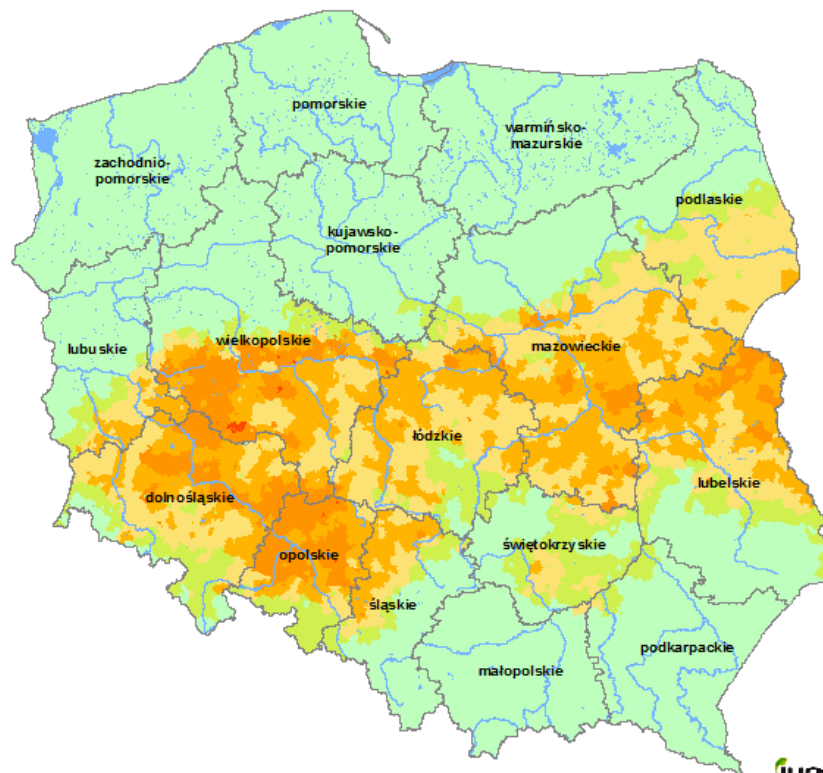 pomorskie
warmińsko-
mazurskie
zachodnio-
pomorskie
podlaskie
kujawsko-
pomorskie
wielkopolskie
mazowieckie
lubuskie
łódzkie
lubelskie
dolnośląskie
świętokrzyskie
opolskie
śląskie
podkarpackie
małopolskie